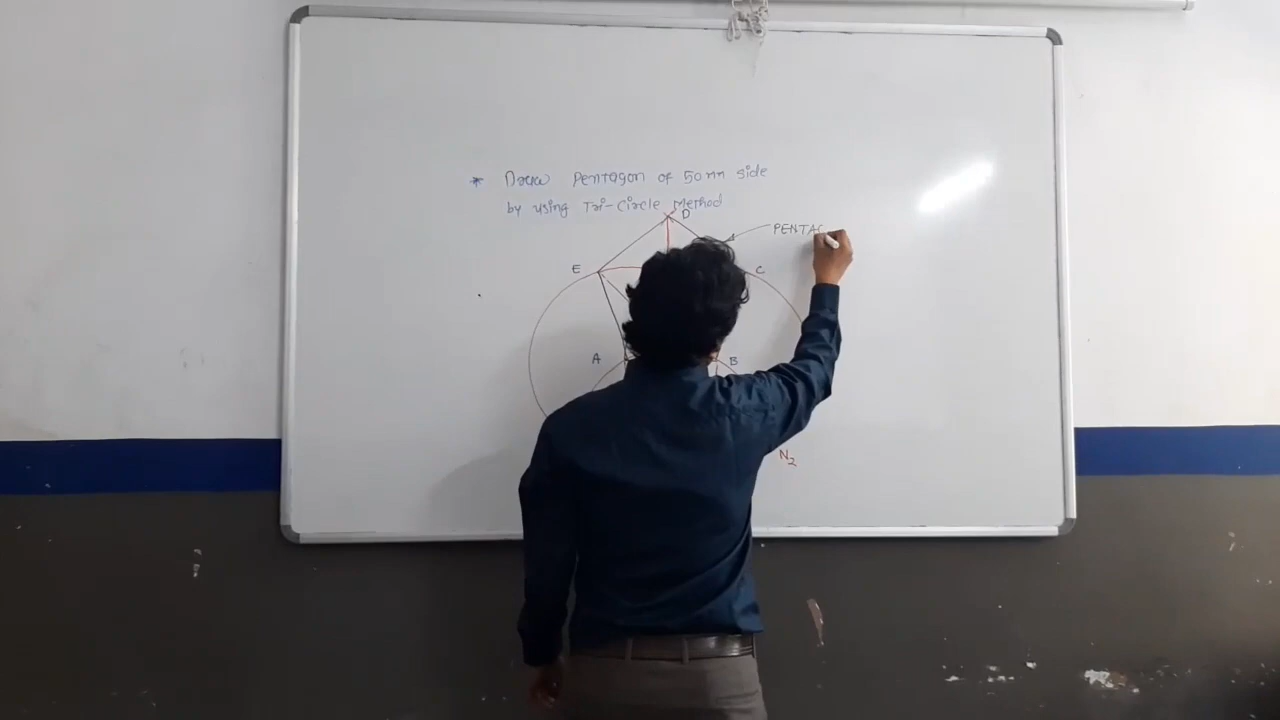 * Draw Pentagon of 50mm side
by using Tri-Circle Method
D
PENTAG
E
C
A
B
N2